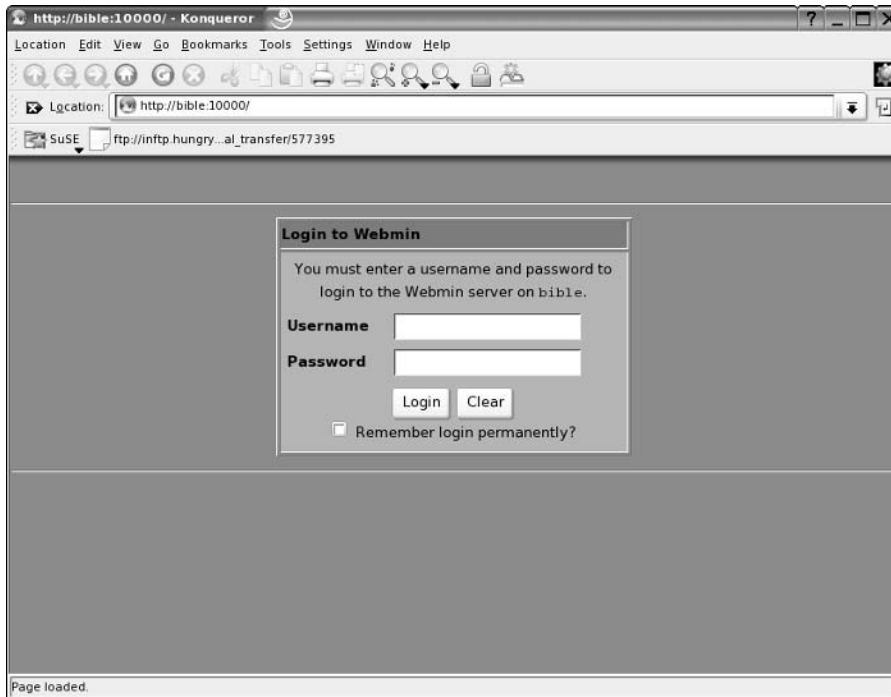 http://bible:10000/ - Konqueror
Location Edit View Go Bookmarks Tools Settings Window Help
Location: http://bible:10000/
SuSE ftp://inftp.hungry...al_transfer/577395
Login to Webmin
You must enter a username and password to
login to the Webmin server on bible.
Username
Password
Login Clear
Remember login permanently?
Page loaded.